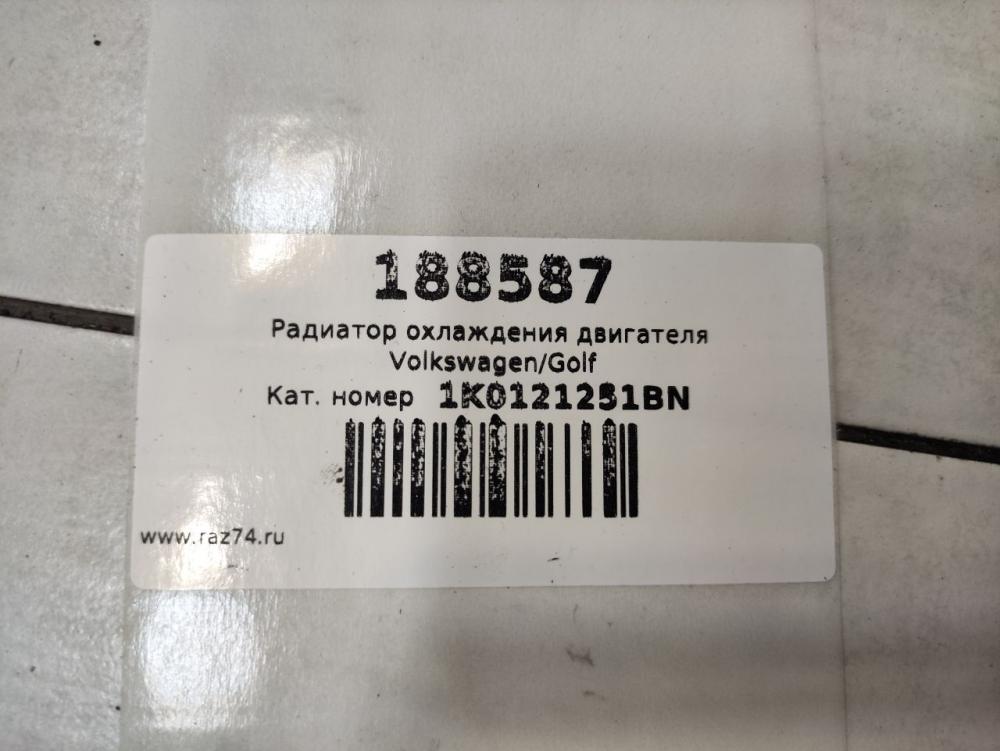 188587
Радиатор охлаждения двигателя
Volkswagen/Golf
Кат. номер 1K0121251BN
www.raz74.ru